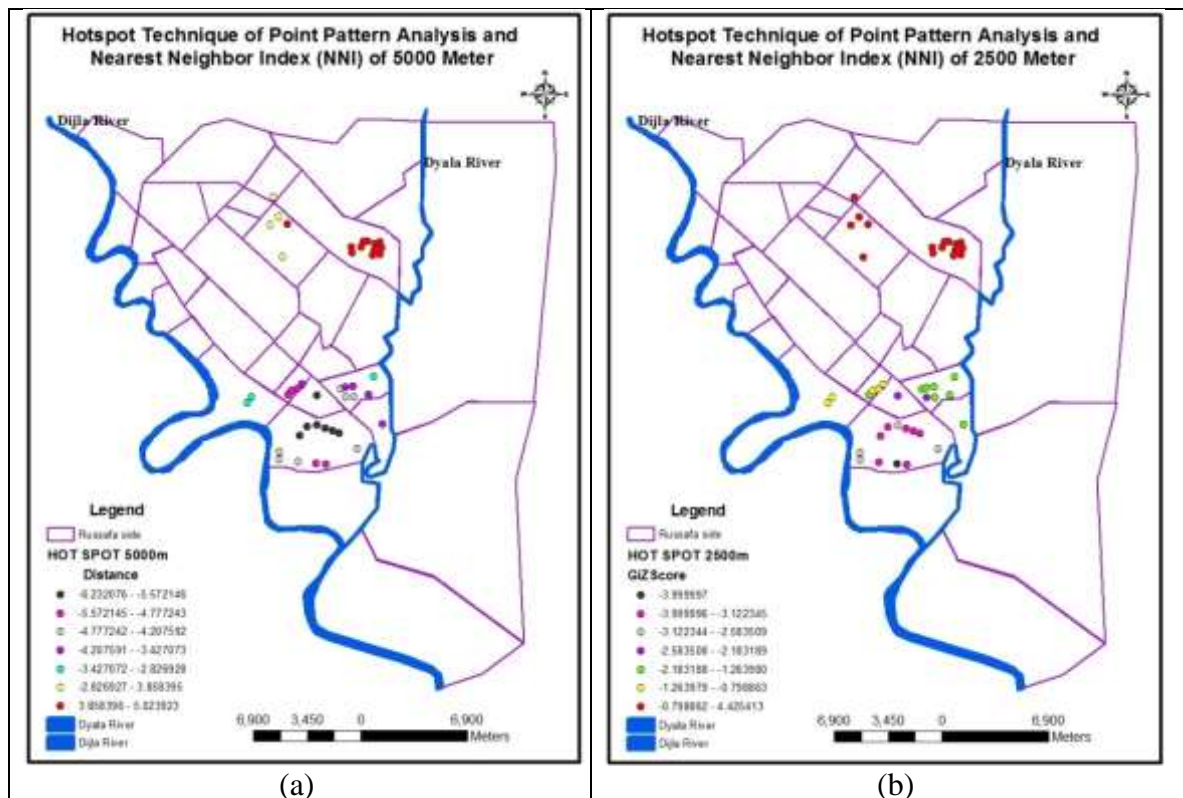 Hotspot Technique of Point Pattern Analysis and
Nearest Neighbor Index (NNI) of 5000 Meter
Dijla River
Dyala River
Legend
Russafa side
HOT SPOT 5000m
Distance
-6.232076 - -5.572146
-5.572145 - -4.777243
-4.777242 - -4.207592
-4.207591 - -3.427073
-3.427072 - -2.826928
-2.826927 - 3.858395
3.858396 - 5.023923
Dyala River
Dijla River
6,900 3,450 0 6,900
Meters
(a)
Hotspot Technique of Point Pattern Analysis and
Nearest Neighbor Index (NNI) of 2500 Meter
Dijla River
Dyala River
Legend
Russafa side
HOT SPOT 2500m
GiZScore
-3.999997
-3.999996 - -3.122345
-3.122344 - -2.583509
-2.583508 - -2.183189
-2.183188 - -1.263980
-1.263979 - -0.798863
-0.798862 - 4.425413
Dyala River
Dijla River
6,900 3,450 0 6,900
Meters
(b)